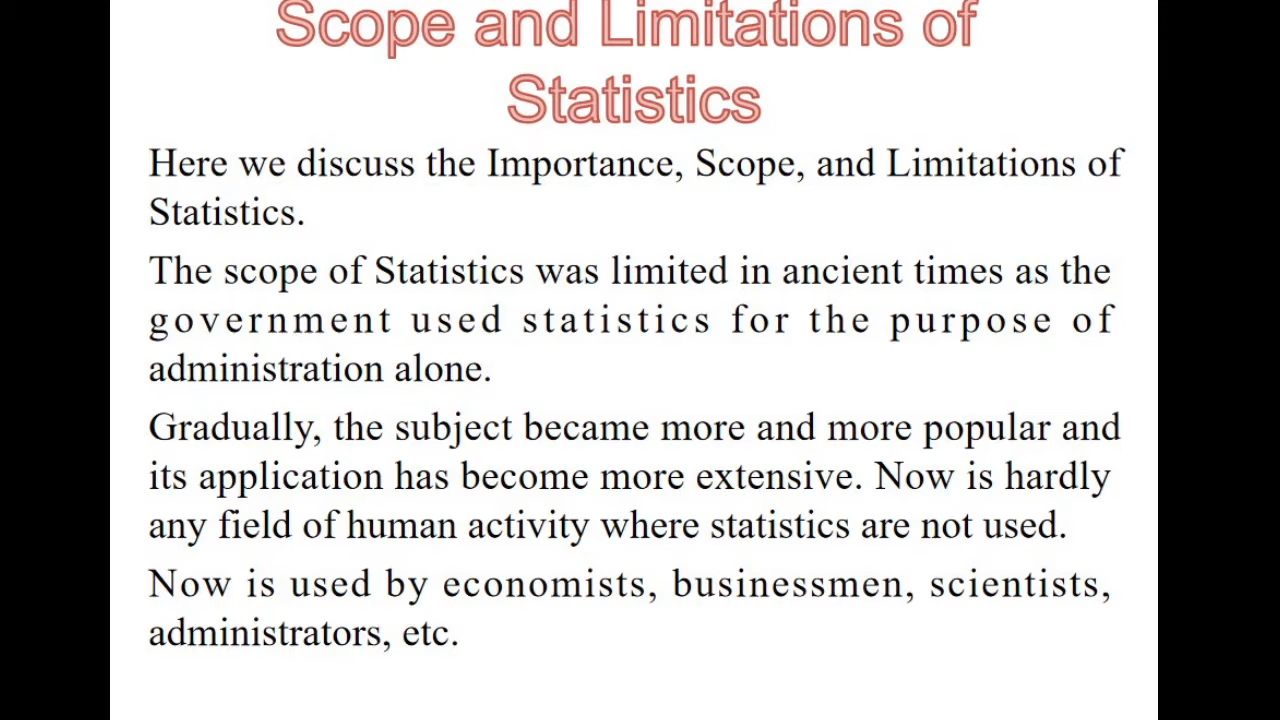 Scope and Limitations of
Statistics
Here we discuss the Importance, Scope, and Limitations of
Statistics.
The scope of Statistics was limited in ancient times as the
government used statistics for the purpose of
administration alone.
Gradually, the subject became more and more popular and
its application has become more extensive. Now is hardly
any field of human activity where statistics are not used.
Now is used by economists, businessmen, scientists,
administrators, etc.